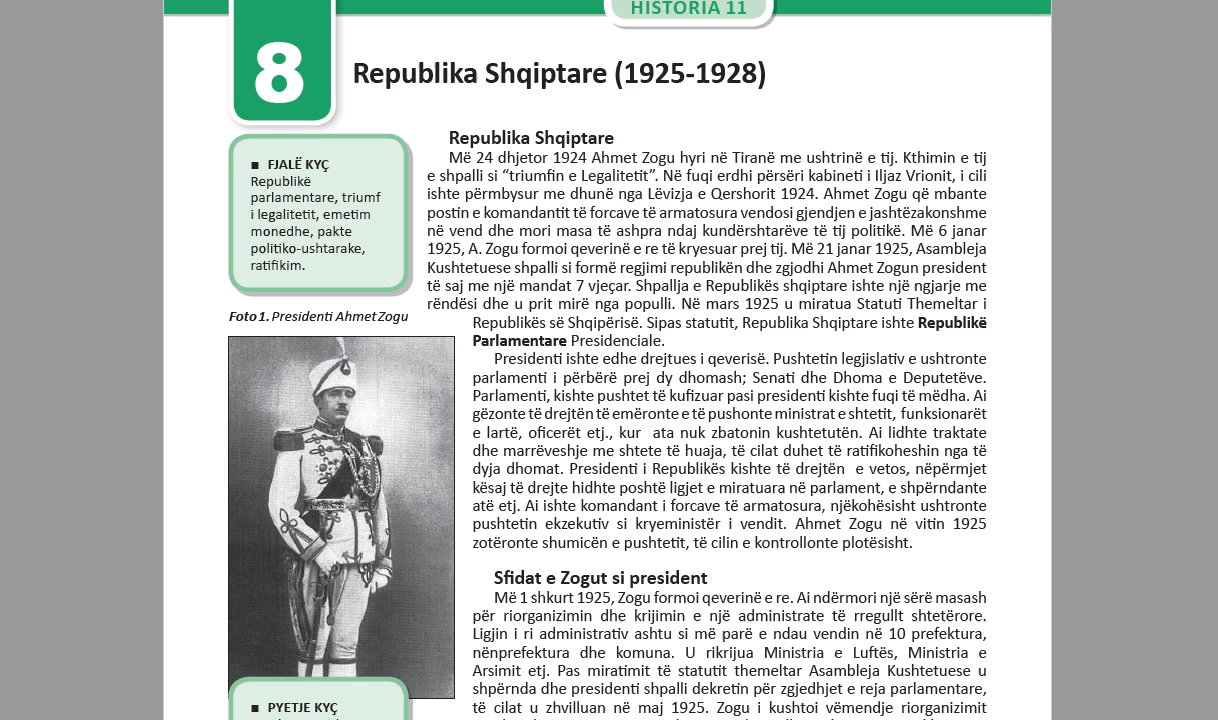 HISTORIA 11
8
Republika Shqiptare (1925-1928)
■ FJALË KYÇ
Republikë
parlamentare, triumf
i legalitetit, emetim
monedhe, pakte
politiko-ushtarake,
ratifikim.
Foto 1. Presidenti Ahmet Zogu
Republika Shqiptare
Më 24 dhjetor 1924 Ahmet Zogu hyri në Tiranë me ushtrinë e tij. Kthimin e tij
e shpalli si “triumfin e Legalitetit”. Në fuqi erdhi përsëri kabineti i Iljaz Vrionit, i cili
ishte përmbysur me dhunë nga Lëvizja e Qershorit 1924. Ahmet Zogu që mbante
postin e komandantit të forcave të armatosura vendosi gjendjen e jashtëzakonshme
në vend dhe mori masa të ashpra ndaj kundërshtarëve të tij politikë. Më 6 janar
1925, A. Zogu formoi qeverinë e re të kryesuar prej tij. Më 21 janar 1925, Asambleja
Kushtetuese shpalli si formë regjimi republikën dhe zgjodhi Ahmet Zogun president
të saj me një mandat 7 vjeçar. Shpallja e Republikës shqiptare ishte një ngjarje me
rëndësi dhe u prit mirë nga populli. Në mars 1925 u miratua Statuti Themeltar i
Republikës së Shqipërisë. Sipas statutit, Republika Shqiptare ishte Republikë
Parlamentare Presidenciale.
Presidenti ishte edhe drejtues i qeverisë. Pushtetin legjislativ e ushtronte
parlamenti i përbërë prej dy dhomash; Senati dhe Dhoma e Deputetëve.
Parlamenti, kishte pushtet të kufizuar pasi presidenti kishte fuqi të mëdha. Ai
gëzonte të drejtën të emëronte e të pushonte ministrat e shtetit, funksionarët
e lartë, oficerët etj., kur ata nuk zbatonin kushtetutën. Ai lidhte traktate
dhe marrëveshje me shtete të huaja, të cilat duhet të ratifikoheshin nga të
dyja dhomat. Presidenti i Republikës kishte të drejtën e vetos, nëpërmjet
kësaj të drejte hidhte poshtë ligjet e miratuara në parlament, e shpërndante
atë etj. Ai ishte komandant i forcave të armatosura, njëkohësisht ushtronte
pushtetin ekzekutiv si kryeministër i vendit. Ahmet Zogu në vitin 1925
zotëronte shumicën e pushtetit, të cilin e kontrollonte plotësisht.
Sfidat e Zogut si president
Më 1 shkurt 1925, Zogu formoi qeverinë e re. Ai ndërmori një sërë masash
për riorganizimin dhe krijimin e një administrate të rregullt shtetërore.
Ligjin i ri administrativ ashtu si më parë e ndau vendin në 10 prefektura,
nënprefektura dhe komuna. U rikrijua Ministria e Luftës, Ministria e
Arsimit etj. Pas miratimit të statutit themeltar Asambleja Kushtetuese u
shpërnda dhe presidenti shpalli dekretin për zgjedhjet e reja parlamentare,
të cilat u zhvilluan në maj 1925. Zogu i kushtoi vëmendje riorganizimit
■ PYETJE KYÇ